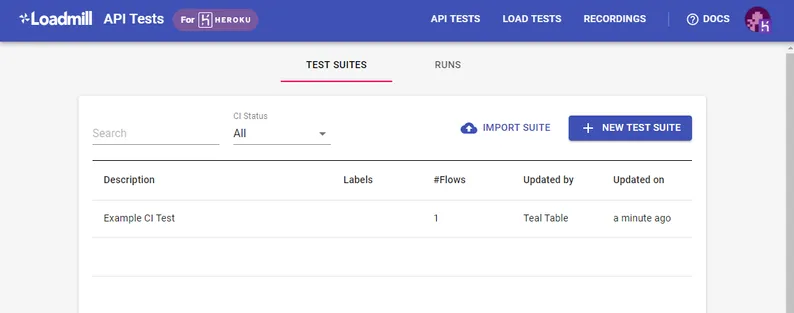 Loadmill API Tests For HEROKU API TESTS LOAD TESTS RECORDINGS DOCS
TEST SUITES RUNS
CI Status
Search All IMPORT SUITE NEW TEST SUITE
Description Labels #Flows Updated by Updated on
Example CI Test 1 Teal Table a minute ago